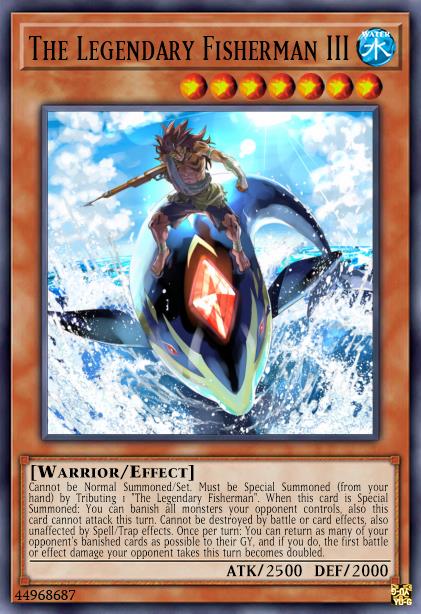 THE LEGENDARY FISHERMAN III
WATER
水
[WARRIOR/EFFECT]
Cannot be Normal Summoned/Set. Must be Special Summoned (from your
hand) by Tributing 1 "The Legendary Fisherman". When this card is Special
Summoned: You can banish all monsters your opponent controls, also this
card cannot attack this turn. Cannot be destroyed by battle or card effects, also
unaffected by Spell/Trap effects. Once per turn: You can return as many of your
opponent's banished cards as possible to their GY, and if you do, the first battle
or effect damage your opponent takes this turn becomes doubled.
ATK/2500 DEF/2000
44968687